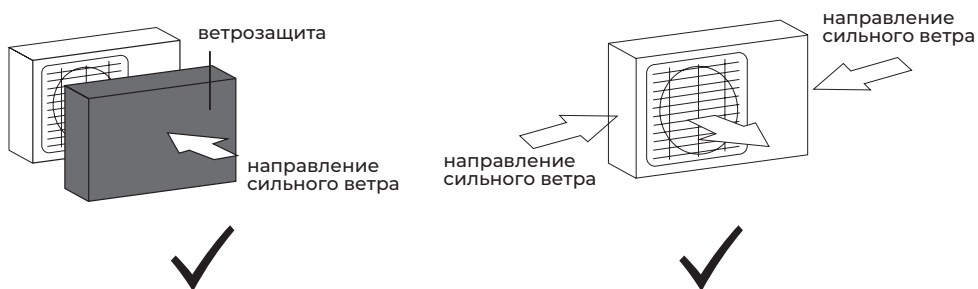 ветрозащита
направление
сильного ветра
направление
сильного ветра
направление
сильного ветра